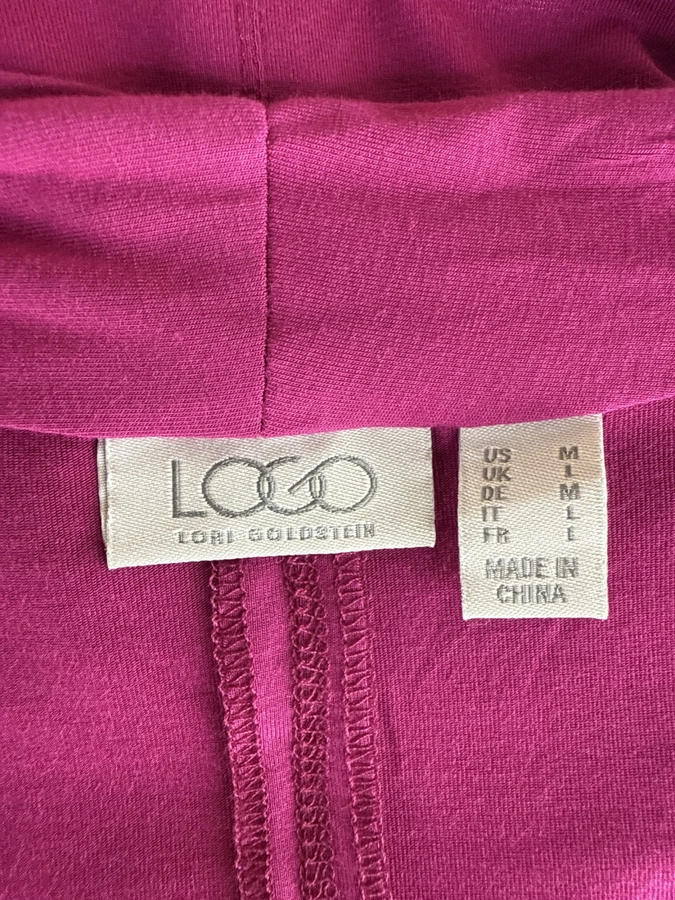 LOGO
LORI GOLDSTEIN
US M
UK L
DE M
IT L
FR L
MADE IN
CHINA